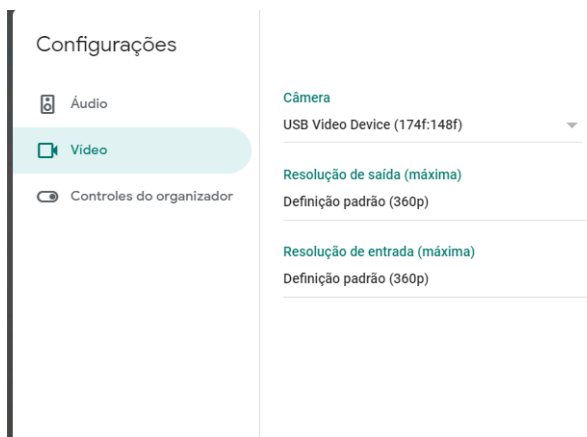 Configurações
Áudio
Vídeo
Controles do organizador
Câmera
USB Video Device (174f:148f)
Resolução de saída (máxima)
Definição padrão (360p)
Resolução de entrada (máxima)
Definição padrão (360p)